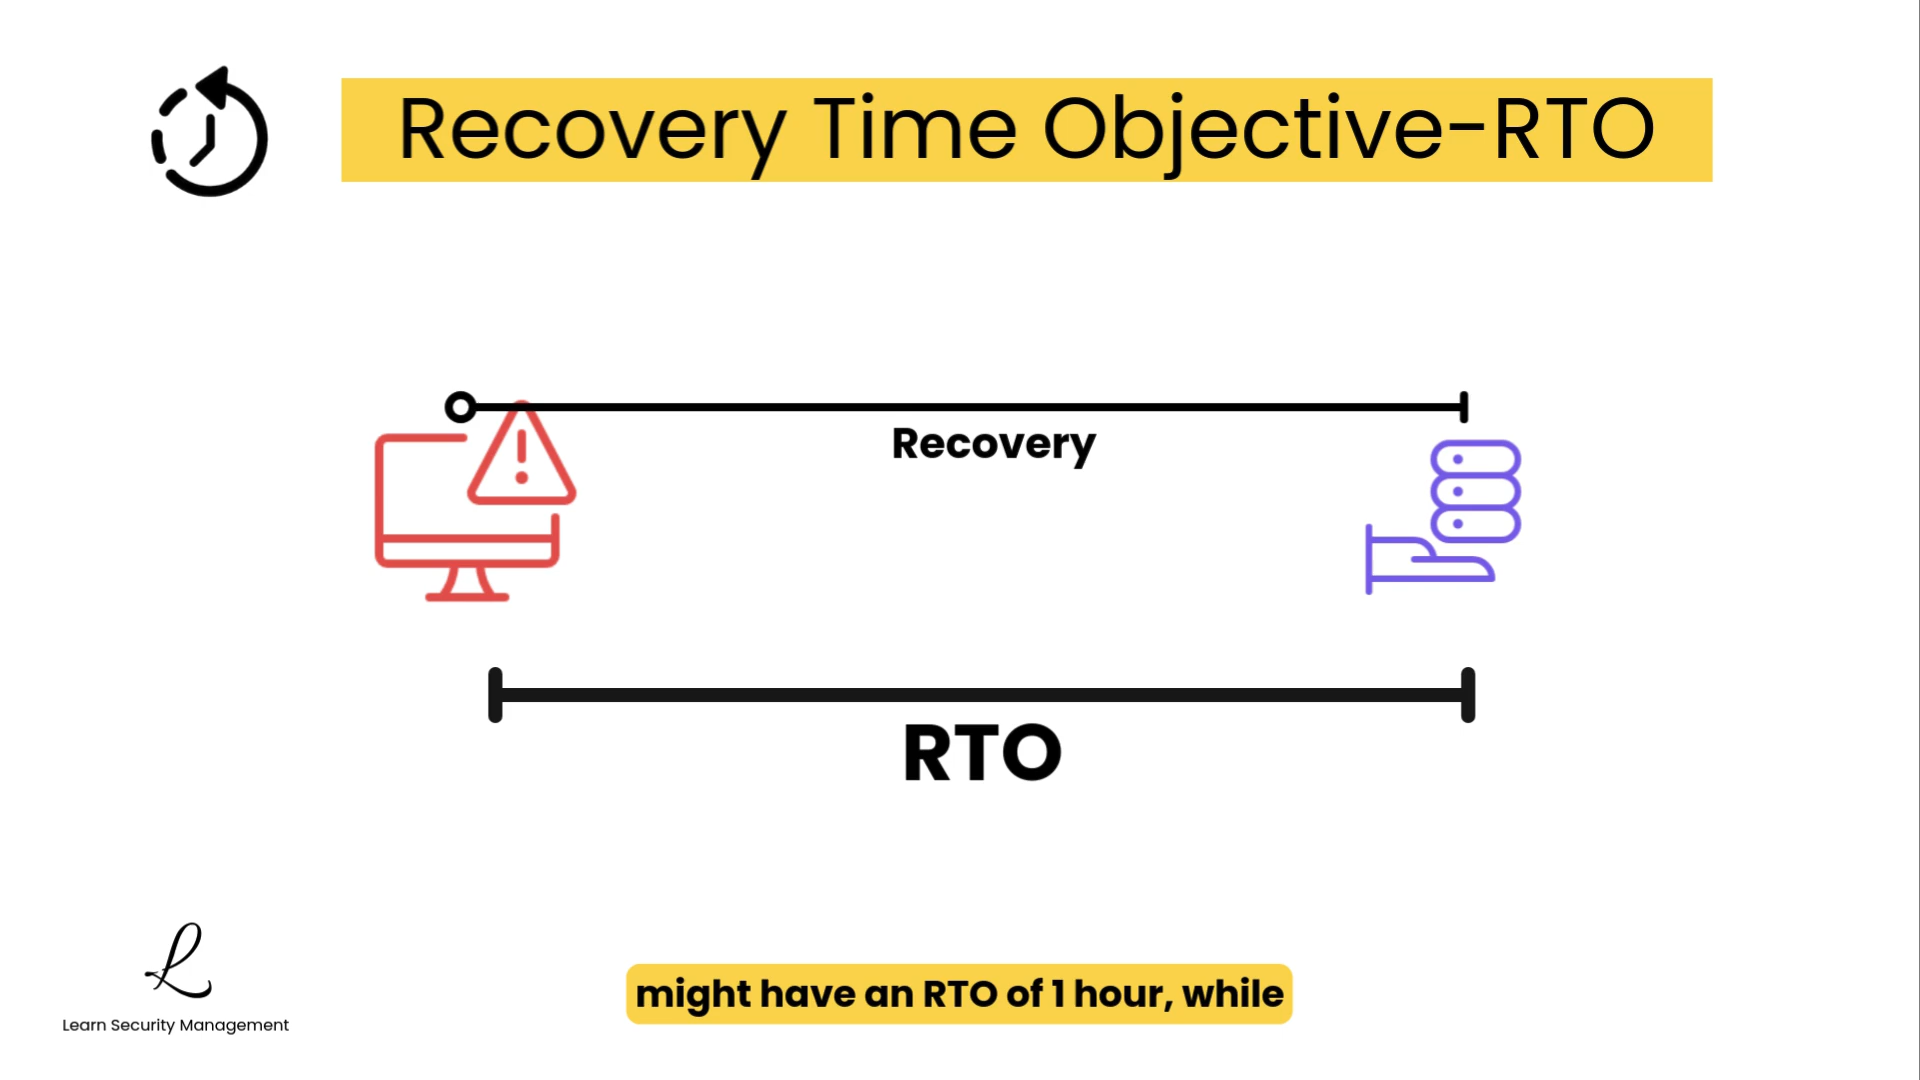 Recovery Time Objective-RTO
Recovery
RTO
L
Learn Security Management
might have an RTO of 1 hour, while